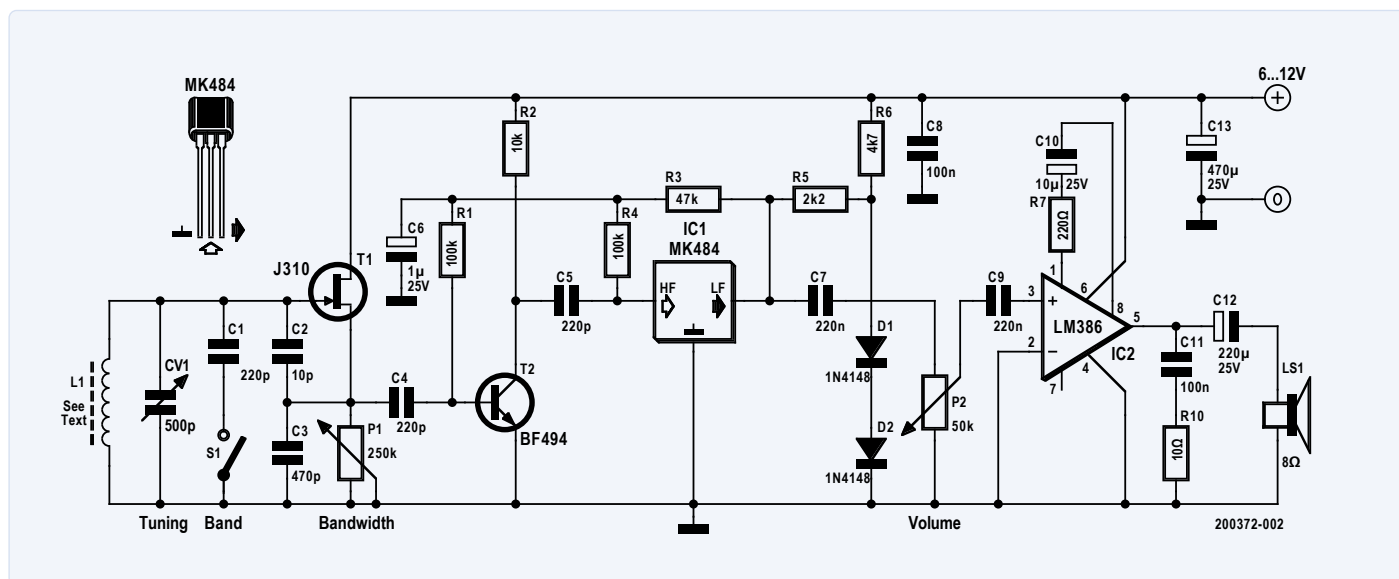 MK484
6...12V
R2
10k
R6
4k7
C8
100n
C10
10µ 25V
C13
470µ
25V
0
R3
47k
R5
2k2
R7
220Ω
C6
1µ
25V
R1
100k
R4
100k
IC1
MK484
HF
LF
J310
T1
C5
220p
C7
220n
C9
220n
1
3
+
6
8
LM386
5
2
–
4
7
IC2
C12
220µ
25V
C11
100n
LS1
8Ω
L1
See
Text
CV1
500p
C1
220p
C2
10p
C4
220p
T2
BF494
D1
1N4148
P2
50k
S1
C3
470p
P1
250k
D2
1N4148
R10
10Ω
Tuning
Band
Bandwidth
Volume
200372-002